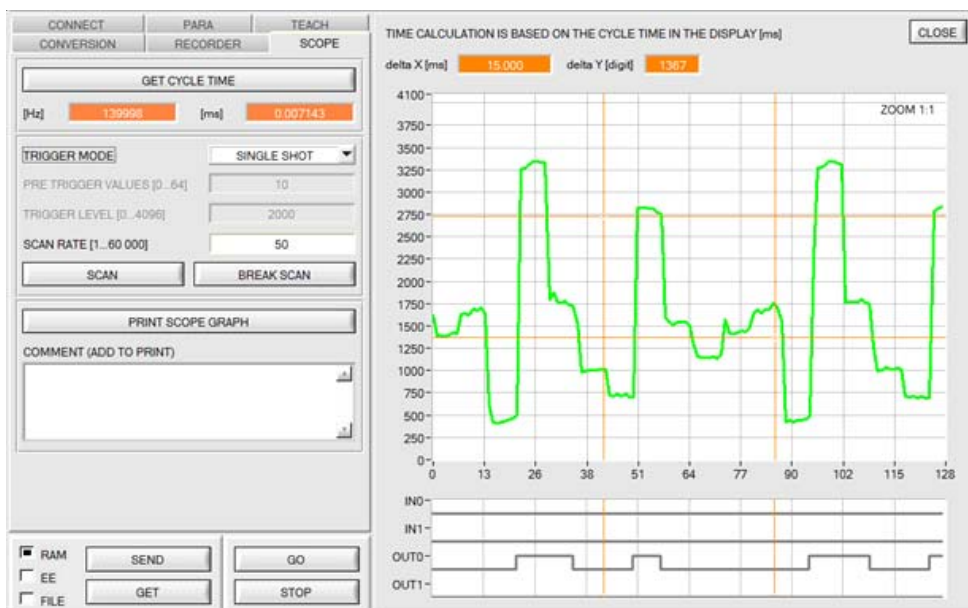 CONNECT PARA TEACH
CONVERSION RECORDER SCOPE
GET CYCLE TIME
[Hz] 139998 [ms] 0.007143
TRIGGER MODE SINGLE SHOT
PRE TRIGGER VALUES [0...64] 10
TRIGGER LEVEL [0...4096] 2000
SCAN RATE [1...60 000] 50
SCAN BREAK SCAN
PRINT SCOPE GRAPH
COMMENT (ADD TO PRINT)
RAM
EE
FILE
SEND GO
GET STOP
TIME CALCULATION IS BASED ON THE CYCLE TIME IN THE DISPLAY [ms]
CLOSE
delta X [ms] 15.000 delta Y [digit] 1367
ZOOM 1:1
4100
3750
3500
3250
3000
2750
2500
2250
2000
1750
1500
1250
1000
750
500
250
0
0 13 26 38 51 64 77 90 102 115 128
IN0
IN1
OUT0
OUT1